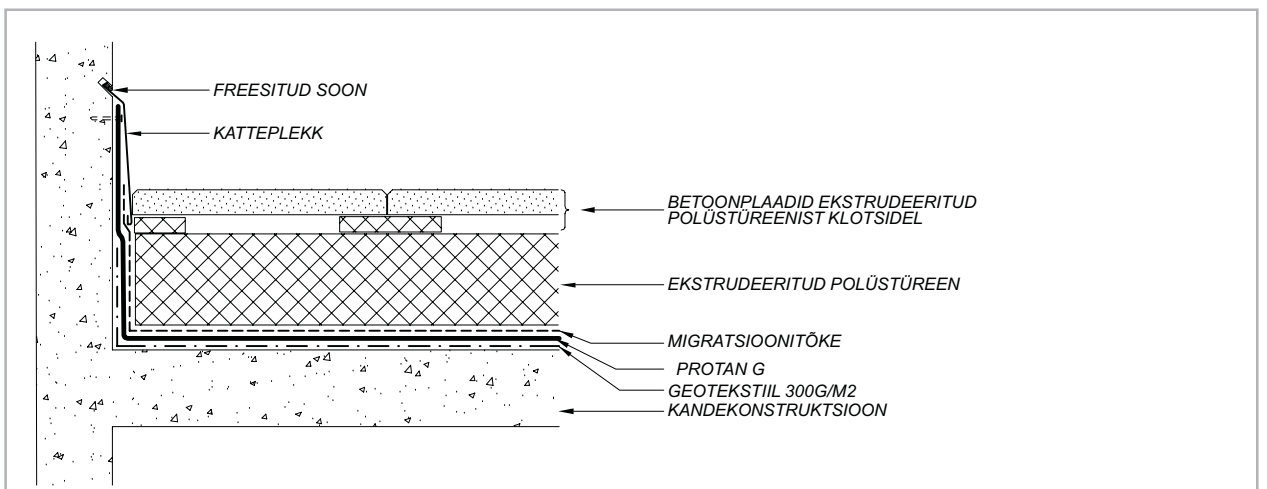 FREESITUD SOON
KATTEPLEKK
BETOONPLAADID EKSTRUDEERITUD
POLÜSTÜREENIST KLOTSIDEL
EKSTRUDEERITUD POLÜSTÜREEN
MIGRATSIOONITÕKE
PROTAN G
GEOTEKSTIIL 300G/M2
KANDEKONSTRUKTSIOON